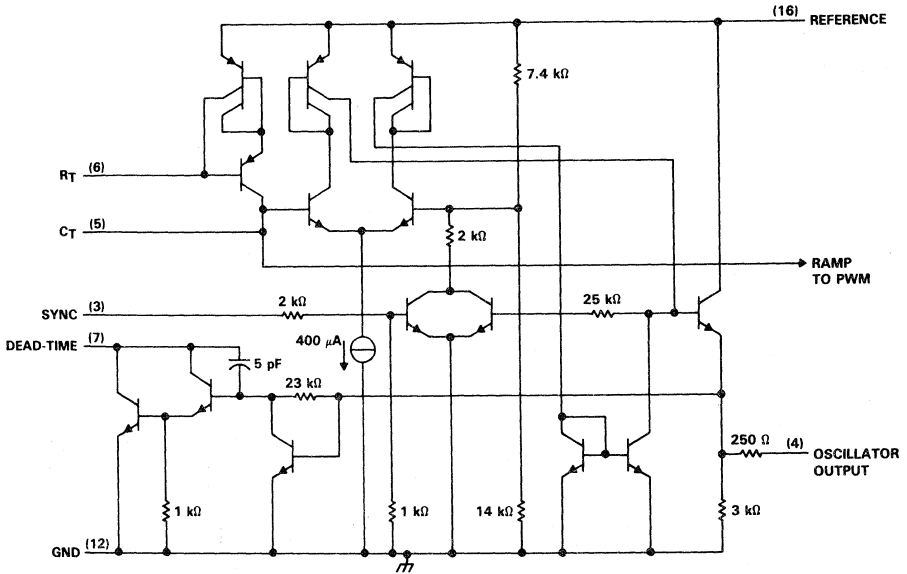 (16)
REFERENCE
7.4 kΩ
RT (6)
CT (5)
2 kΩ
RAMP
TO PWM
SYNC (3)
2 kΩ
25 kΩ
DEAD-TIME (7)
400 μA
5 pF
23 kΩ
250 Ω (4)
OSCILLATOR
OUTPUT
1 kΩ
1 kΩ
14 kΩ
3 kΩ
GND (12)